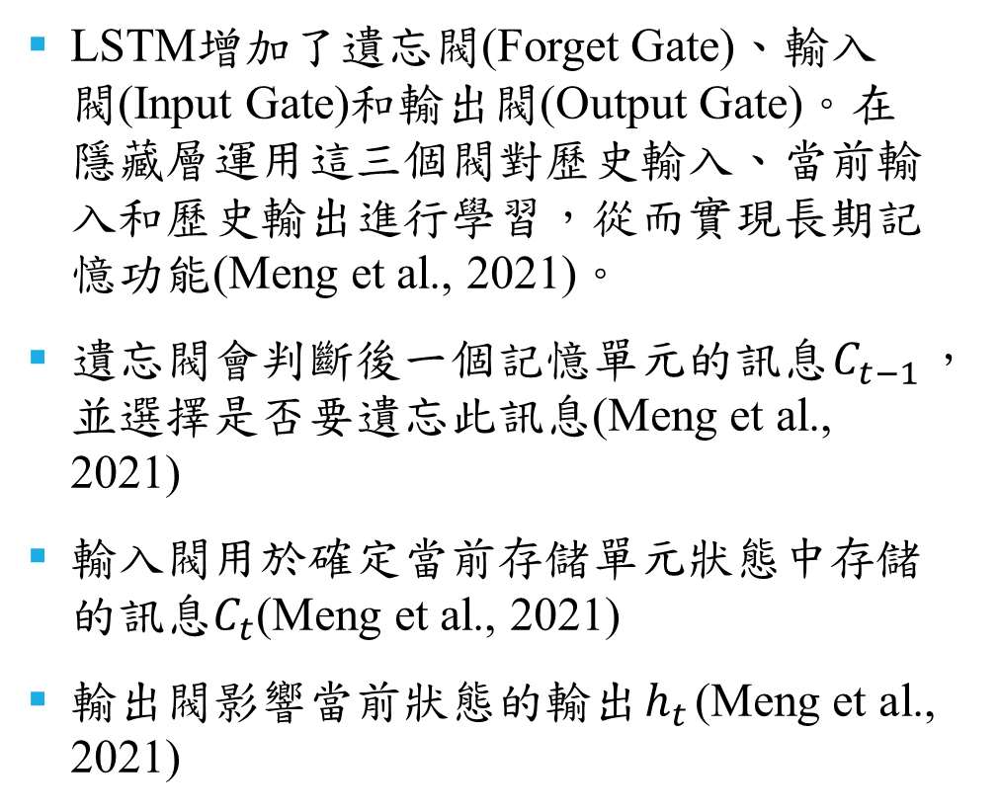 ▪ LSTM增加了遺忘閥(Forget Gate)、輸入
閥(Input Gate)和輸出閥(Output Gate)。在
隱藏層運用這三個閥對歷史輸入、當前輸
入和歷史輸出進行學習，從而實現長期記
憶功能(Meng et al., 2021)。
▪ 遺忘閥會判斷後一個記憶單元的訊息𝐶ₜ₋₁，
並選擇是否要遺忘此訊息(Meng et al.,
2021)
▪ 輸入閥用於確定當前存儲單元狀態中存儲
的訊息𝐶ₜ(Meng et al., 2021)
▪ 輸出閥影響當前狀態的輸出ℎₜ(Meng et al.,
2021)